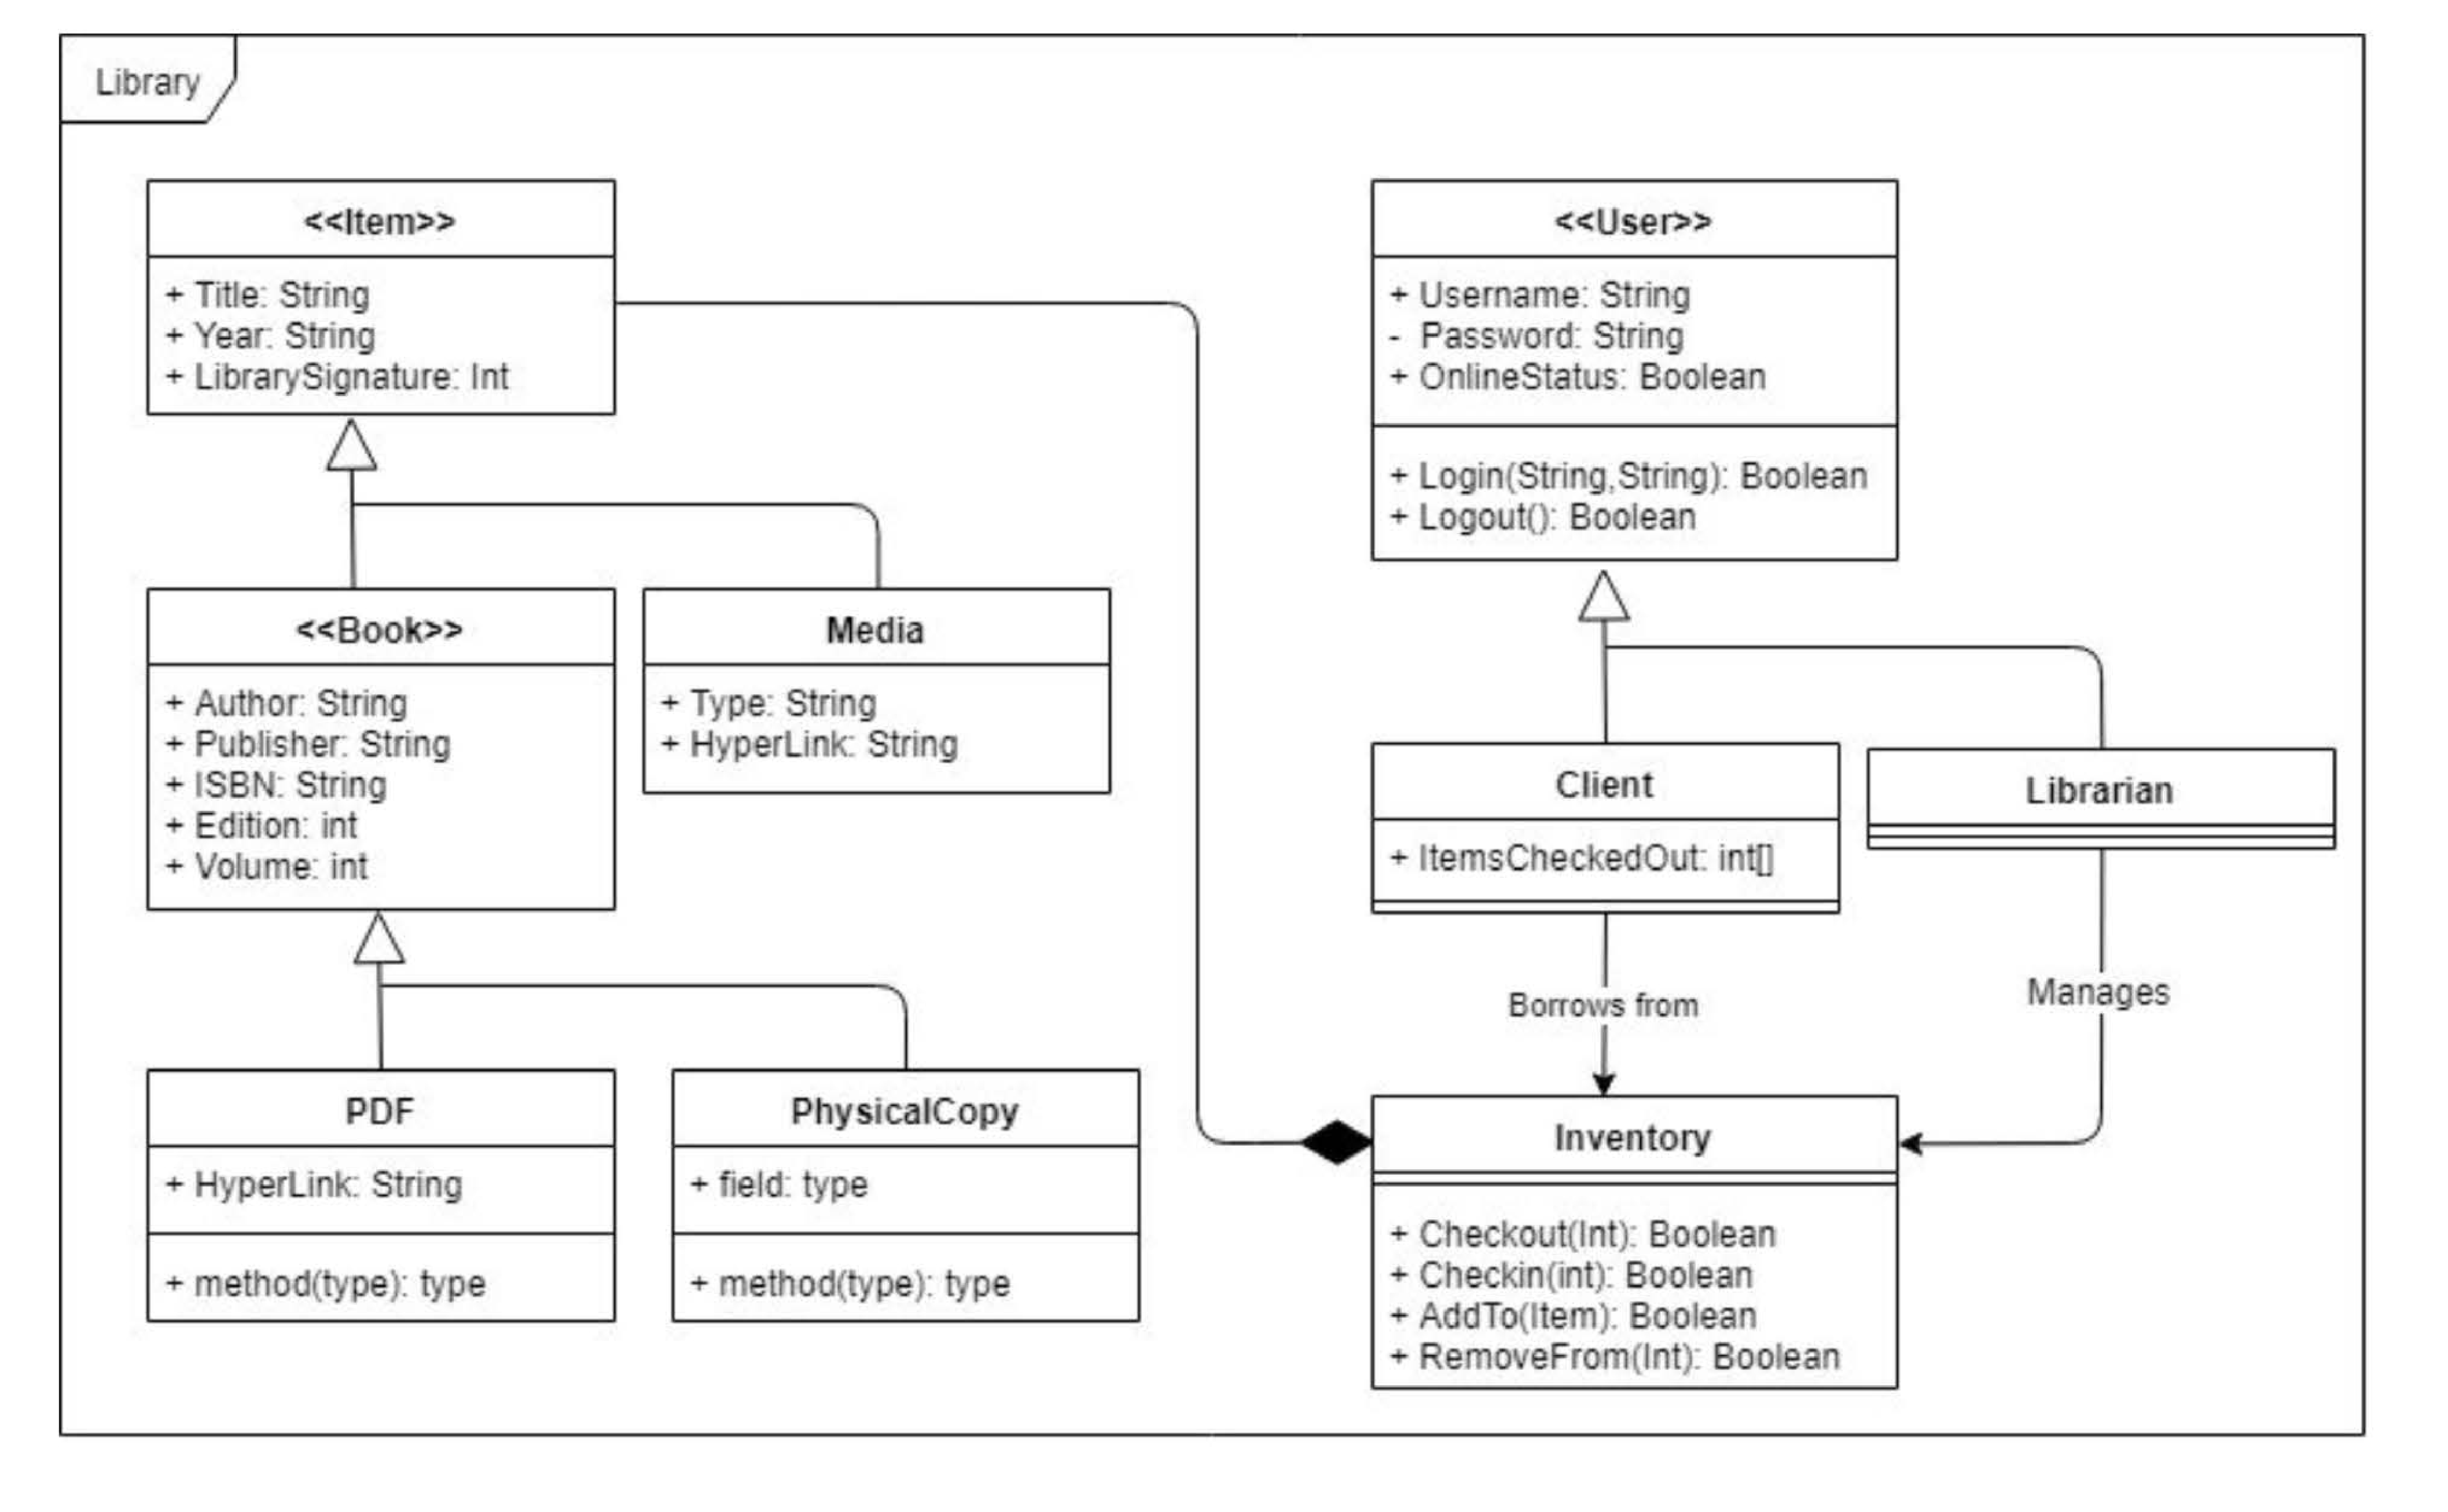 Library
<<Item>>
+ Title: String
+ Year: String
+ LibrarySignature: Int
<<User>>
+ Username: String
- Password: String
+ OnlineStatus: Boolean
+ Login(String,String): Boolean
+ Logout(): Boolean
<<Book>>
+ Author: String
+ Publisher: String
+ ISBN: String
+ Edition: int
+ Volume: int
Media
+ Type: String
+ HyperLink: String
Client
+ ItemsCheckedOut: int[]
Librarian
Borrows from
Manages
PDF
+ HyperLink: String
+ method(type): type
PhysicalCopy
+ field: type
+ method(type): type
Inventory
+ Checkout(Int): Boolean
+ Checkin(int): Boolean
+ AddTo(Item): Boolean
+ RemoveFrom(Int): Boolean